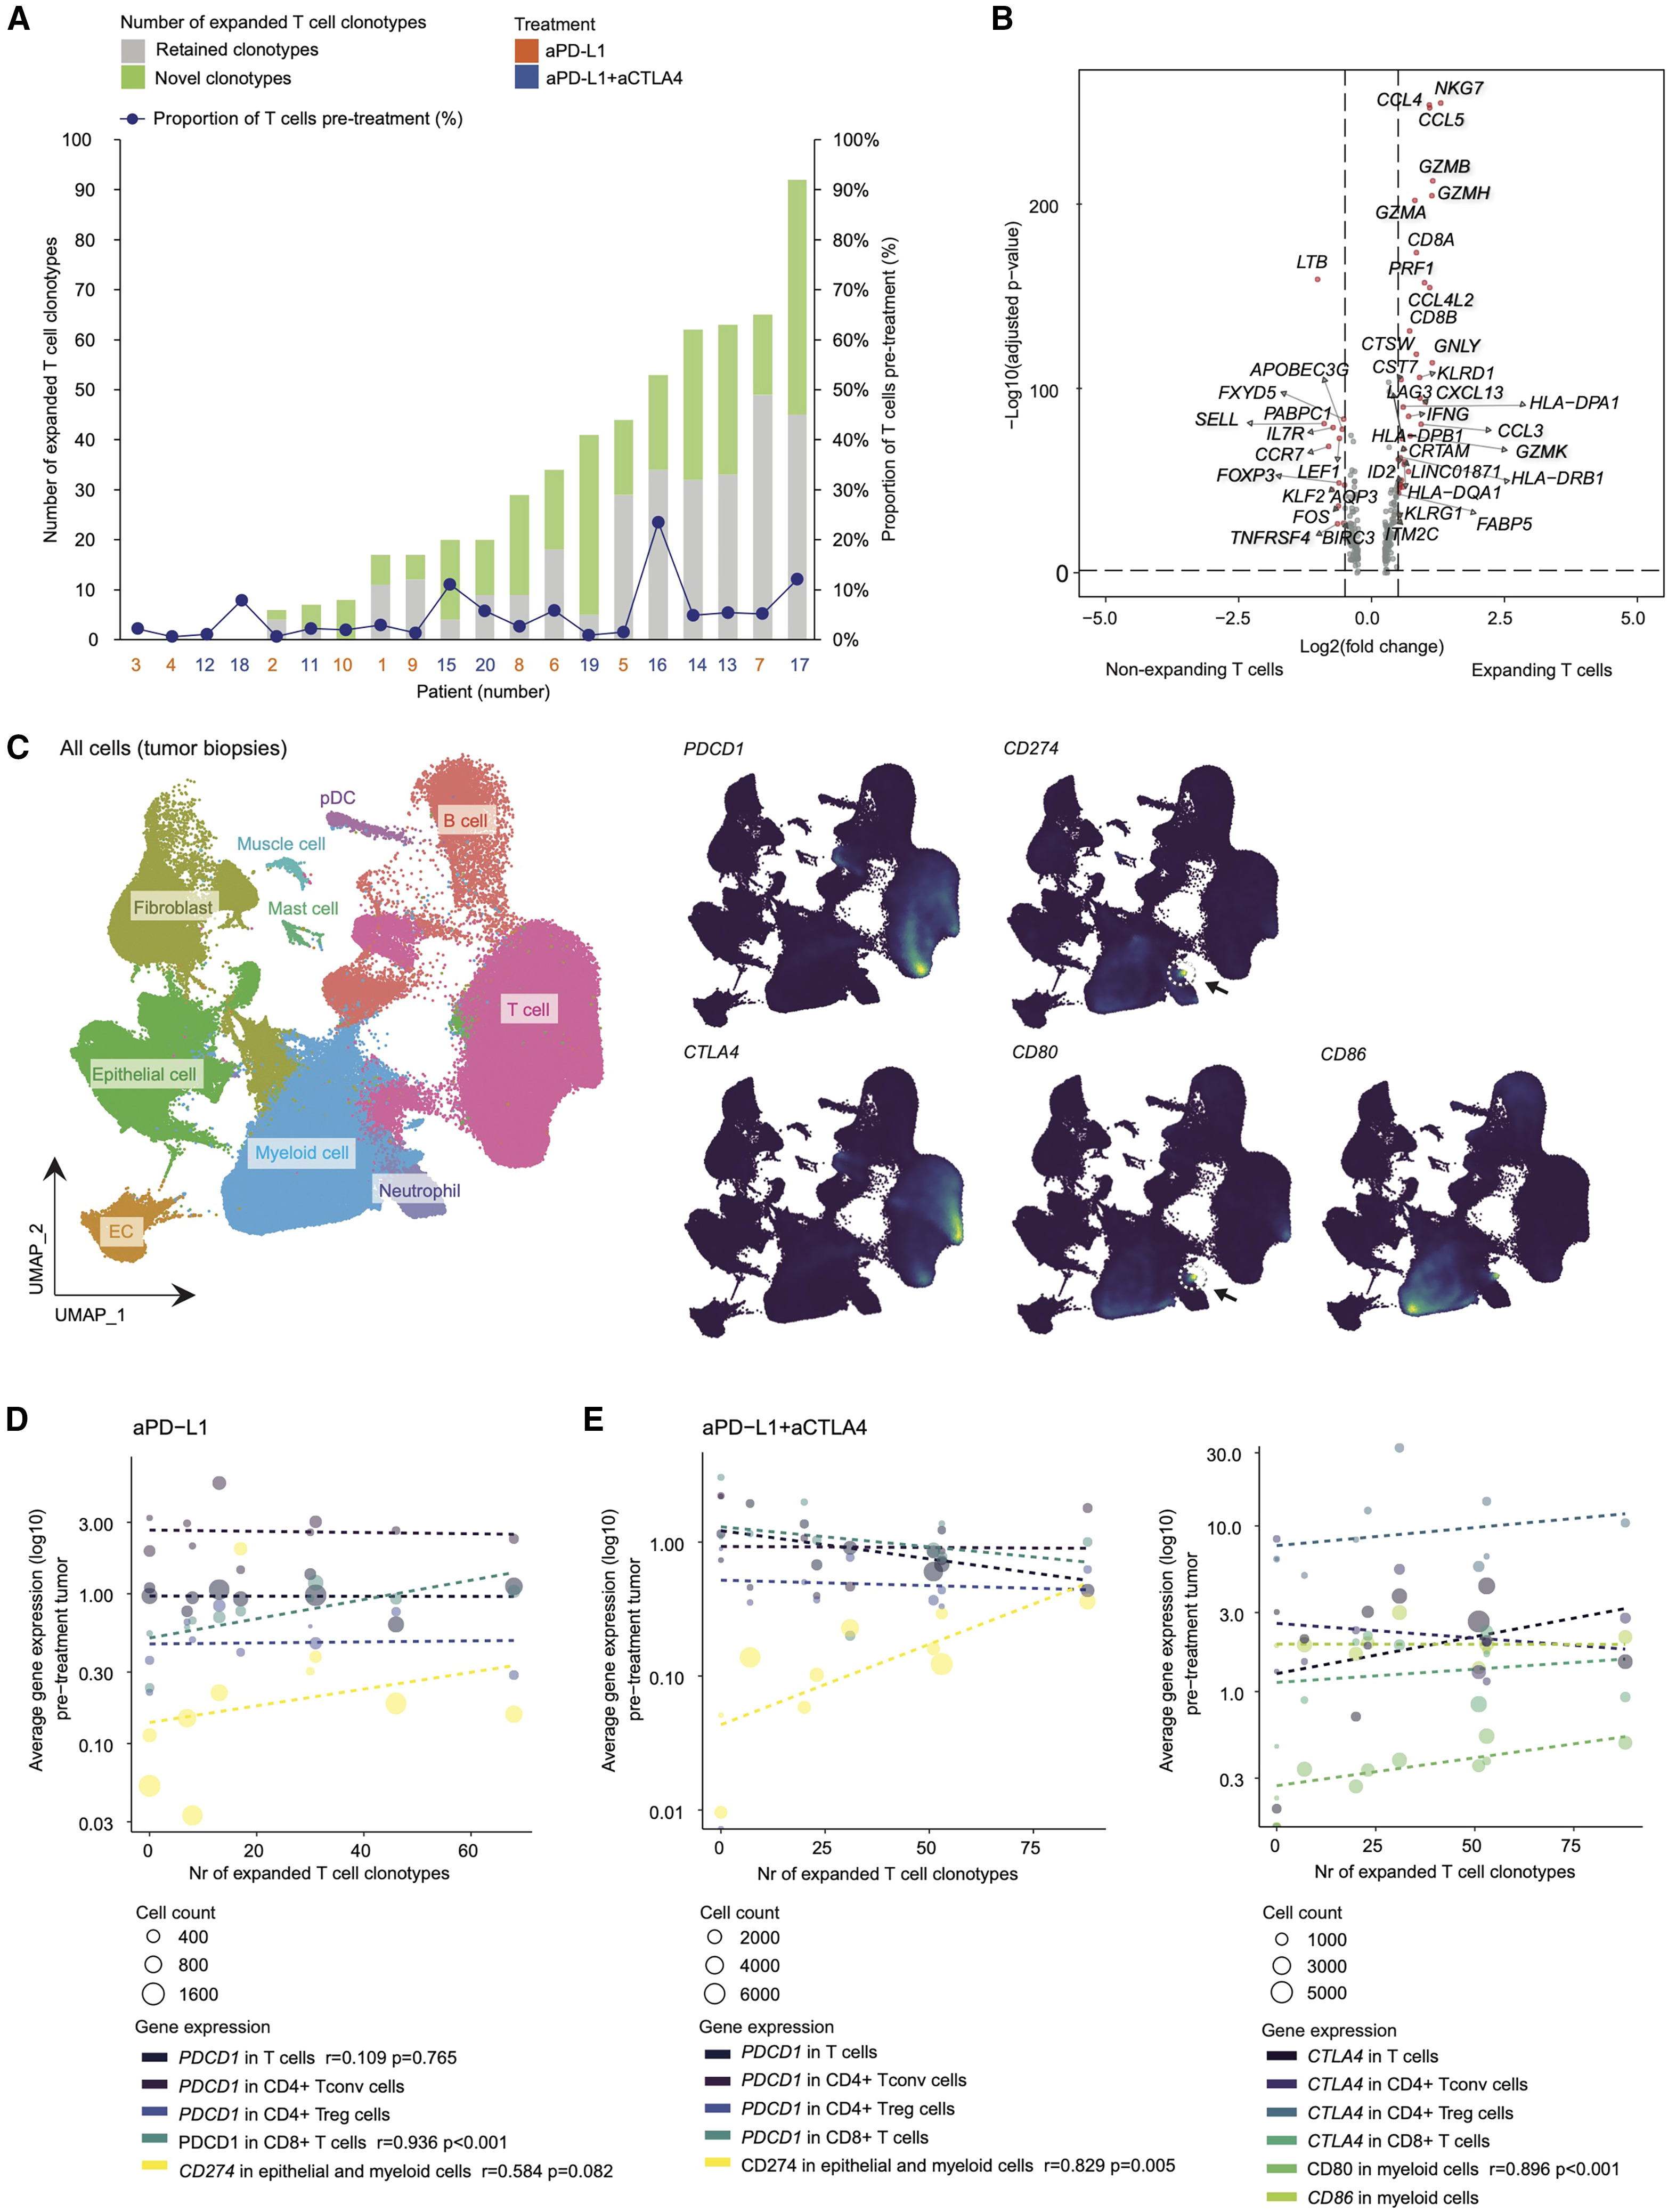 A
Number of expanded T cell clonotypes
Retained clonotypes
Novel clonotypes
Treatment
aPD-L1
aPD-L1+aCTLA4
Proportion of T cells pre-treatment (%)
100
90
80
70
60
50
40
30
20
10
0
100%
90%
80%
70%
60%
50%
40%
30%
20%
10%
0%
Number of expanded T cell clonotypes
Proportion of T cells pre-treatment (%)
3 4 12 18 2 11 10 1 9 15 20 8 6 19 5 16 14 13 7 17
Patient (number)
B
NKG7
CCL4
CCL5
GZMB
GZMH
GZMA
CD8A
LTB
PRF1
CCL4L2
CD8B
CTSW
GNLY
CST7
KLRD1
APOBEC3G
FXYD5
LAG3
CXCL13
HLA−DPA1
PABPC1
IFNG
SELL
IL7R
CCL3
HLA−DPB1
CCR7
CRTAM
GZMK
FOXP3
LEF1
ID2
LINC01871
HLA−DRB1
KLF2
AQP3
HLA−DQA1
FOS
KLRG1
FABP5
TNFRSF4
BIRC3
ITM2C
200
100
0
−Log10(adjusted p−value)
−5.0 −2.5 0.0 2.5 5.0
Log2(fold change)
Non-expanding T cells
Expanding T cells
C
All cells (tumor biopsies)
pDC
B cell
Muscle cell
Fibroblast
Mast cell
T cell
Epithelial cell
Myeloid cell
Neutrophil
EC
UMAP_2
UMAP_1
PDCD1
CD274
CTLA4
CD80
CD86
D
aPD−L1
Average gene expression (log10)
pre−treatment tumor
3.00
1.00
0.30
0.10
0.03
0 20 40 60
Nr of expanded T cell clonotypes
Cell count
400
800
1600
Gene expression
PDCD1 in T cells r=0.109 p=0.765
PDCD1 in CD4+ Tconv cells
PDCD1 in CD4+ Treg cells
PDCD1 in CD8+ T cells r=0.936 p<0.001
CD274 in epithelial and myeloid cells r=0.584 p=0.082
E
aPD−L1+aCTLA4
Average gene expression (log10)
pre−treatment tumor
1.00
0.10
0.01
0 25 50 75
Nr of expanded T cell clonotypes
Cell count
2000
4000
6000
Gene expression
PDCD1 in T cells
PDCD1 in CD4+ Tconv cells
PDCD1 in CD4+ Treg cells
PDCD1 in CD8+ T cells
CD274 in epithelial and myeloid cells r=0.829 p=0.005
Average gene expression (log10)
pre−treatment tumor
30.0
10.0
3.0
1.0
0.3
0 25 50 75
Nr of expanded T cell clonotypes
Cell count
1000
3000
5000
Gene expression
CTLA4 in T cells
CTLA4 in CD4+ Tconv cells
CTLA4 in CD4+ Treg cells
CTLA4 in CD8+ T cells
CD80 in myeloid cells r=0.896 p<0.001
CD86 in myeloid cells